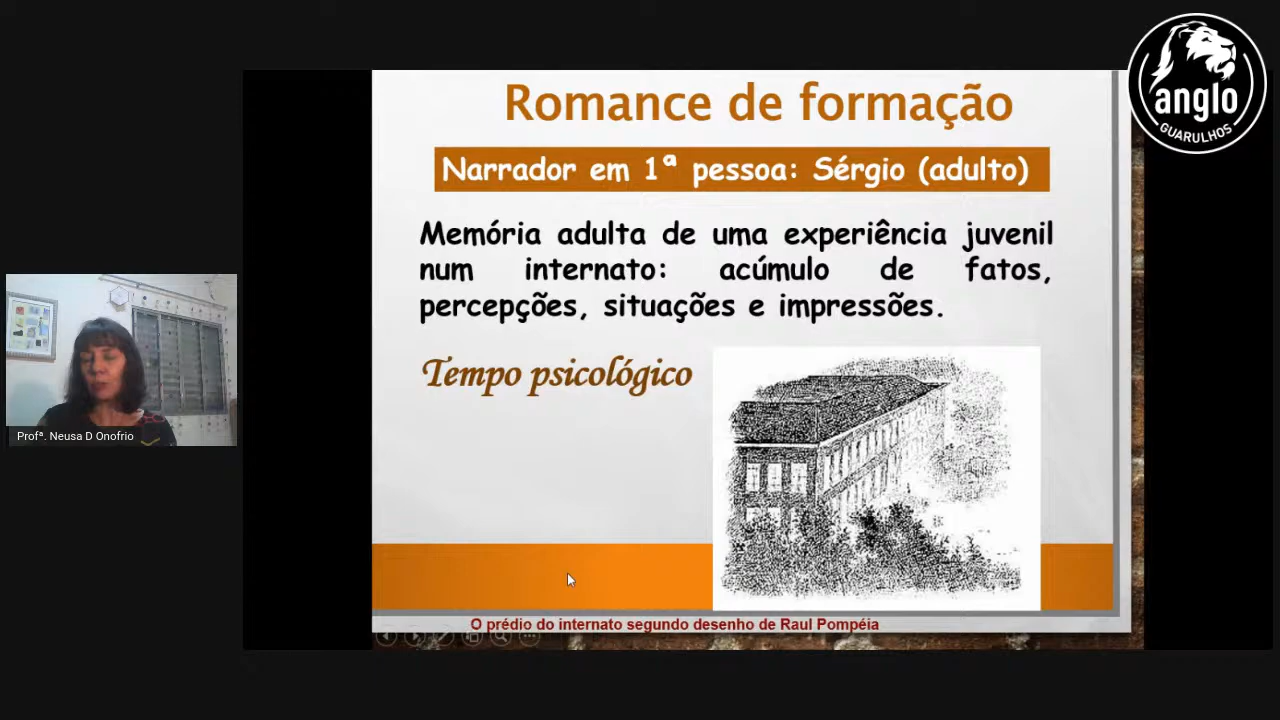 anglo
GUARULHOS
Romance de formação
Narrador em 1ª pessoa: Sérgio (adulto)
Memória adulta de uma experiência juvenil
num internato: acúmulo de fatos,
percepções, situações e impressões.
Tempo psicológico
Profª. Neusa D Onofrio
O prédio do internato segundo desenho de Raul Pompéia